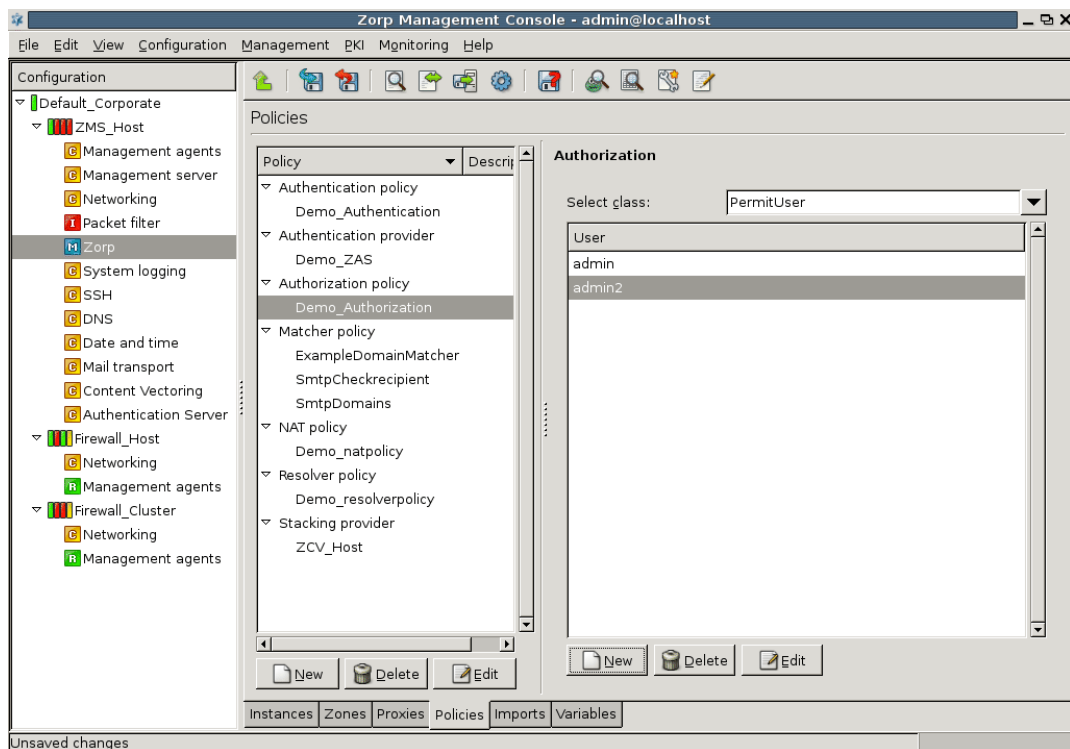 Zorp Management Console - admin@localhost
File Edit View Configuration Management PKI Monitoring Help
Configuration
Default_Corporate
ZMS_Host
Management agents
Management server
Networking
Packet filter
Zorp
System logging
SSH
DNS
Date and time
Mail transport
Content Vectoring
Authentication Server
Firewall_Host
Networking
Management agents
Firewall_Cluster
Networking
Management agents
Policies
Policy Descrip
Authentication policy
Demo_Authentication
Authentication provider
Demo_ZAS
Authorization policy
Demo_Authorization
Matcher policy
ExampleDomainMatcher
SmtpCheckrecipient
SmtpDomains
NAT policy
Demo_natpolicy
Resolver policy
Demo_resolverpolicy
Stacking provider
ZCV_Host
New Delete Edit
Authorization
Select class: PermitUser
User
admin
admin2
New Delete Edit
Instances Zones Proxies Policies Imports Variables
Unsaved changes